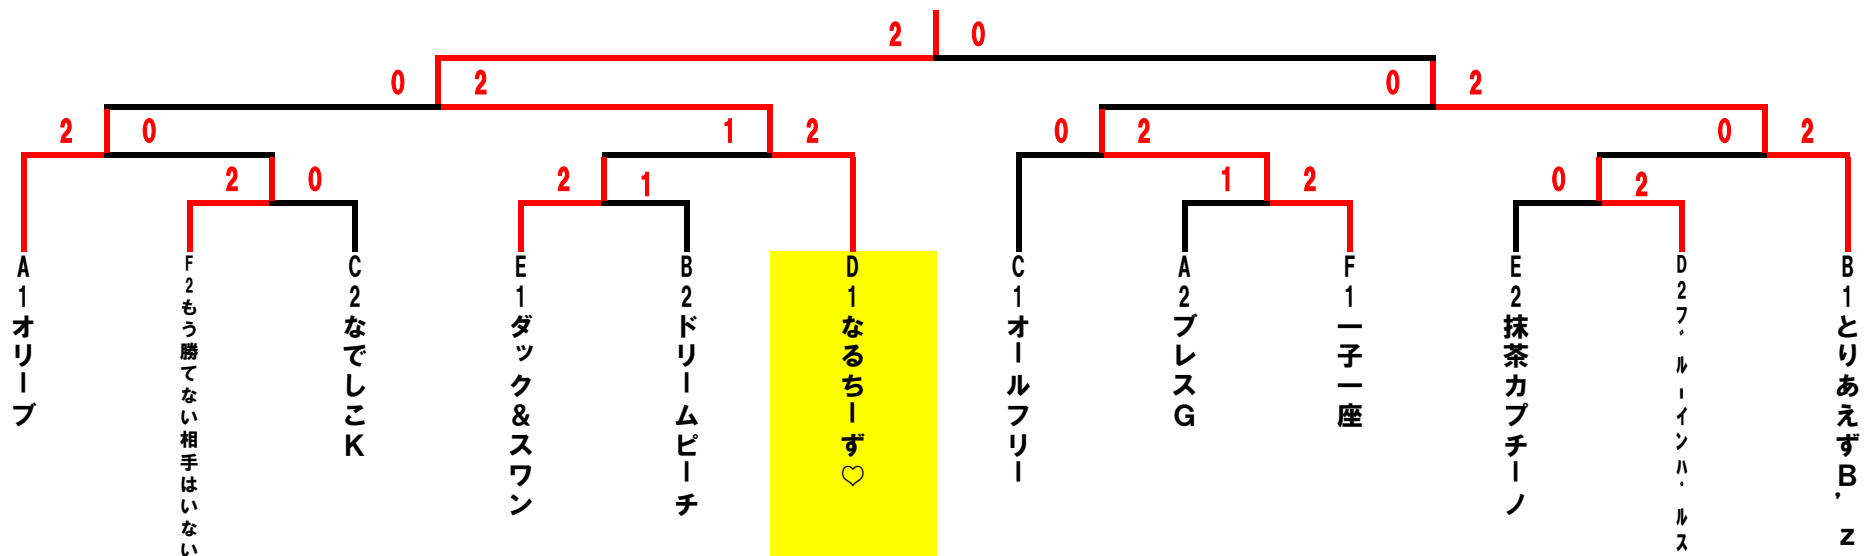 2 0
0 2 0 2
2 0 1 2 0 2 0 2
2 0 2 1 1 2 0 2
A1オリーブ
F2もう勝てない相手はいない
C2なでしこK
E1ダック&スワン
B2ドリームピーチ
D1なるちーず♡
C1オールフリー
A2ブレスG
F1一子一座
E2抹茶カプチーノ
D2ブルーインパルス
B1とりあえずB'z